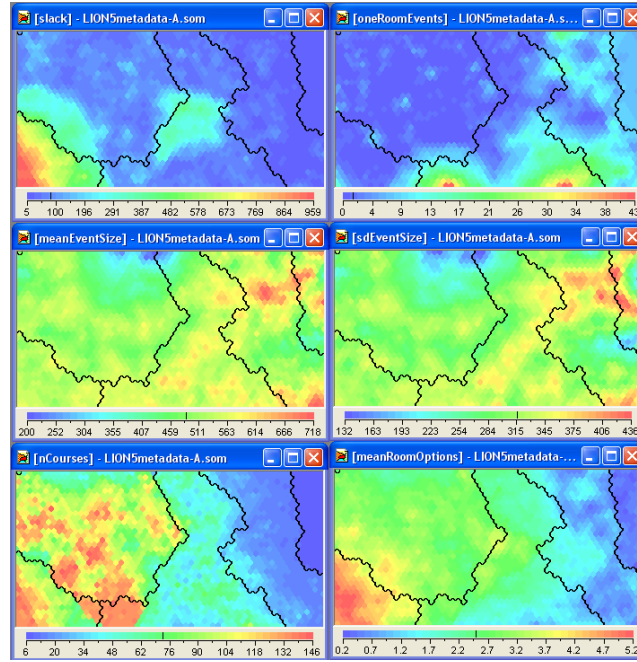 [slack] - LION5metadata-A.som
[oneRoomEvents] - LION5metadata-A.s...
5 100 196 291 387 482 578 673 769 864 959
0 4 9 13 17 21 26 30 34 38 43
[meanEventSize] - LION5metadata-A.som
[sdEventSize] - LION5metadata-A.som
200 252 304 355 407 459 511 563 614 666 718
132 163 193 223 254 284 315 345 375 406 436
[nCourses] - LION5metadata-A.som
[meanRoomOptions] - LION5metadata-...
6 20 34 48 62 76 90 104 118 132 146
0.2 0.7 1.2 1.7 2.2 2.7 3.2 3.7 4.2 4.7 5.2